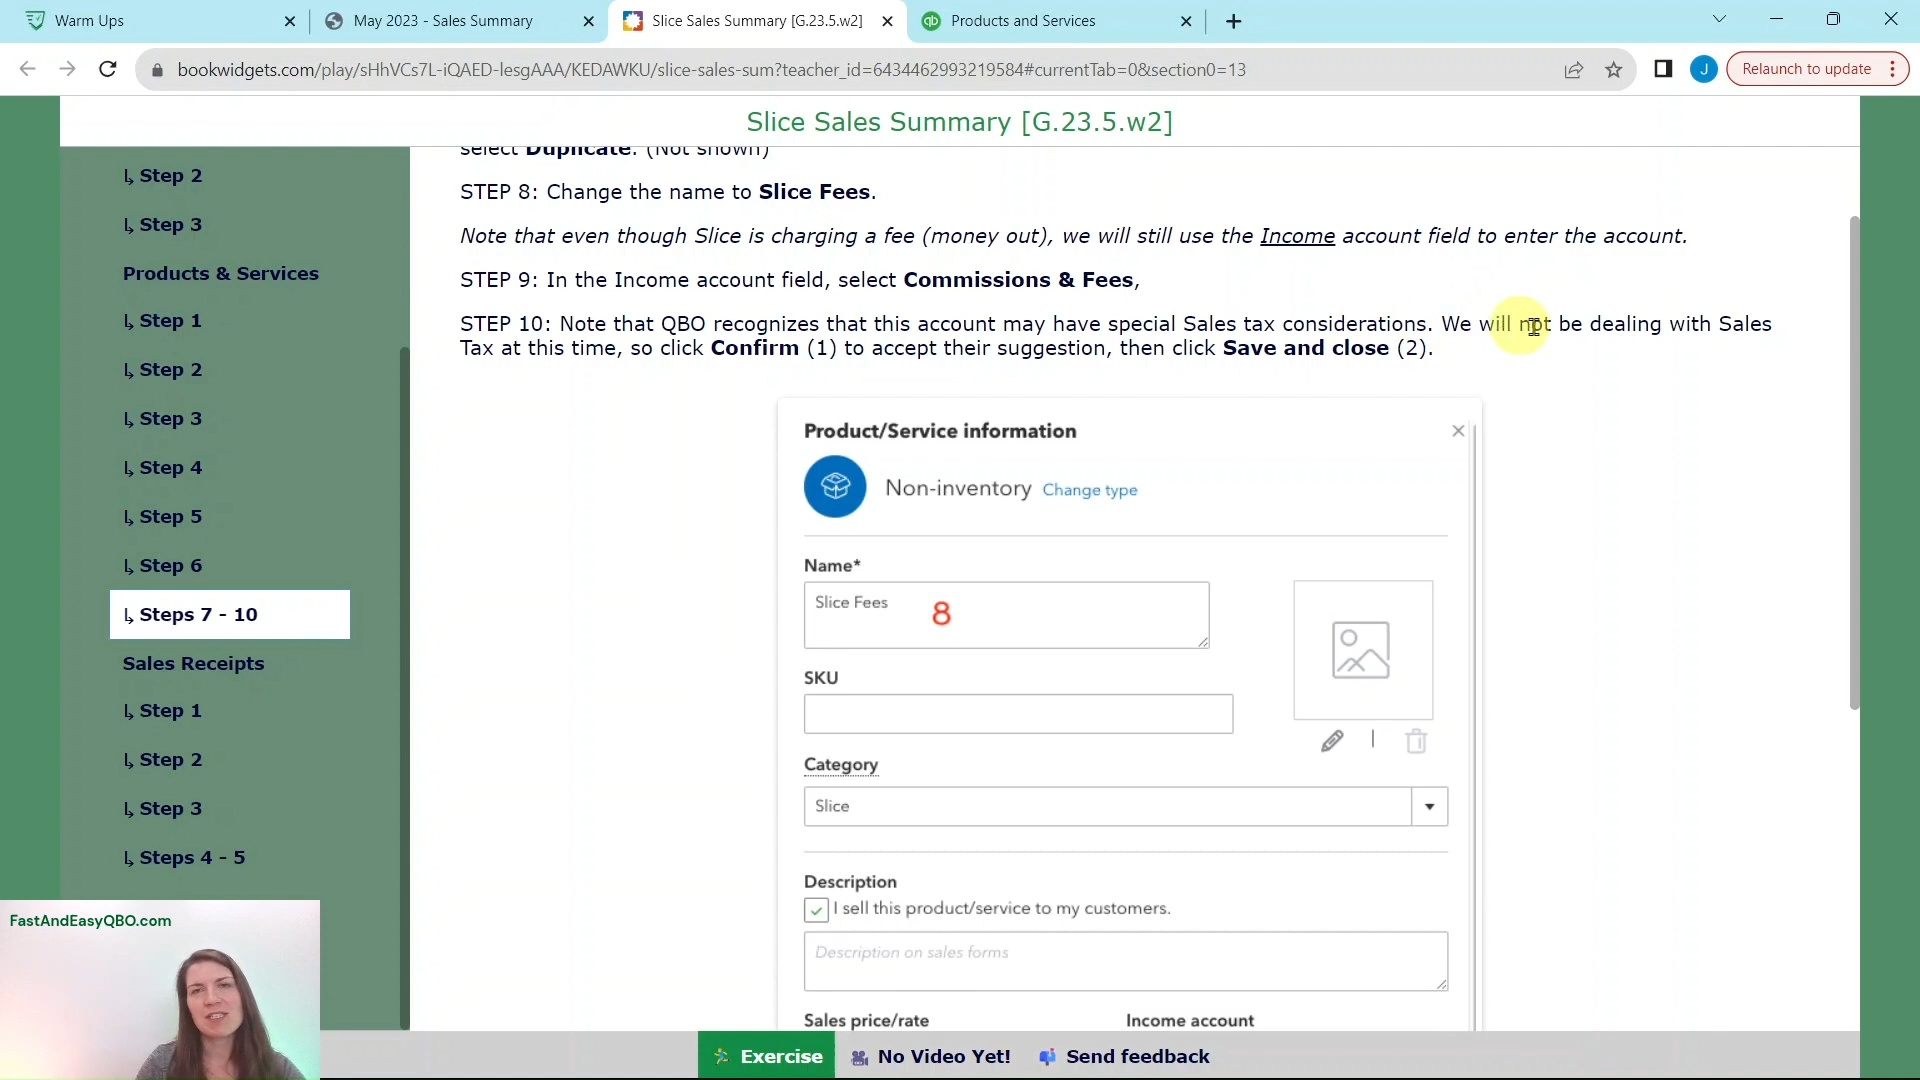 Warm Ups
May 2023 - Sales Summary
Slice Sales Summary [G.23.5.w2]
qb
Products and Services
bookwidgets.com/play/sHhVCs7L-iQAED-IesgAAA/KEDAWKU/slice-sales-sum?teacher_id=6434462993219584#currentTab=0&section0=13
J
Relaunch to update
Slice Sales Summary [G.23.5.w2]
↳ Step 2
↳ Step 3
Products & Services
↳ Step 1
↳ Step 2
↳ Step 3
↳ Step 4
↳ Step 5
↳ Step 6
↳ Steps 7 - 10
Sales Receipts
↳ Step 1
↳ Step 2
↳ Step 3
↳ Steps 4 - 5
select Duplicate. (Not shown)
STEP 8: Change the name to Slice Fees.
Note that even though Slice is charging a fee (money out), we will still use the Income account field to enter the account.
STEP 9: In the Income account field, select Commissions & Fees,
STEP 10: Note that QBO recognizes that this account may have special Sales tax considerations. We will not be dealing with Sales
Tax at this time, so click Confirm (1) to accept their suggestion, then click Save and close (2).
Product/Service information
Non-inventory Change type
Name*
Slice Fees
8
SKU
Category
Slice
Description
I sell this product/service to my customers.
Description on sales forms
Sales price/rate
Income account
FastAndEasyQBO.com
Exercise
No Video Yet!
Send feedback